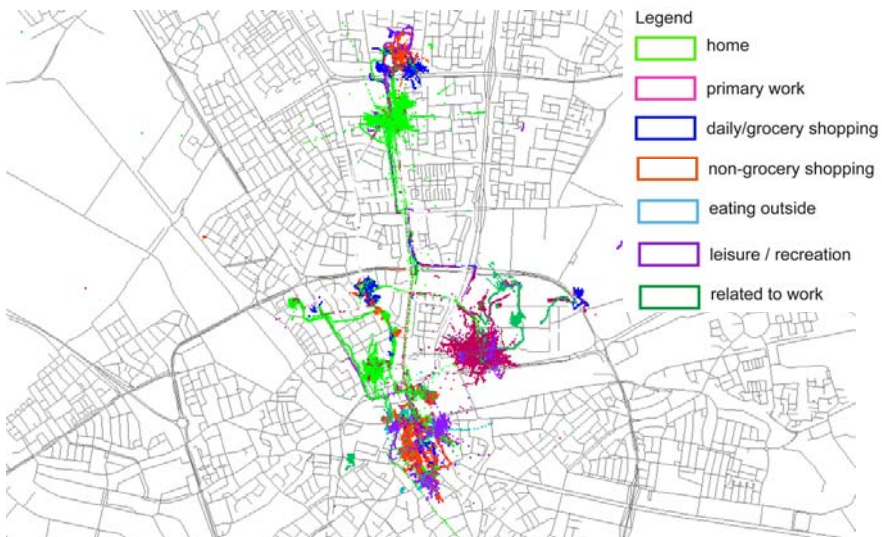 Legend
home
primary work
daily/grocery shopping
non-grocery shopping
eating outside
leisure / recreation
related to work